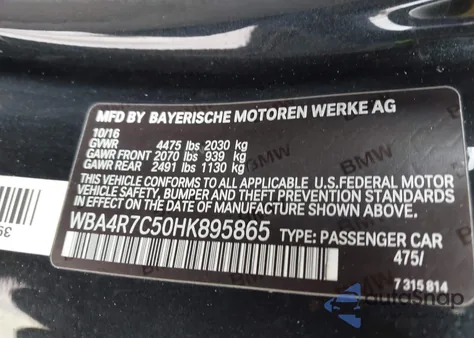 MFD BY BAYERISCHE MOTOREN WERKE AG
10/16
GVWR 4475 lbs 2030 kg
GAWR FRONT 2070 lbs 939 kg
GAWR REAR 2491 lbs 1130 kg
THIS VEHICLE CONFORMS TO ALL APPLICABLE U.S.FEDERAL MOTOR
VEHICLE SAFETY, BUMPER AND THEFT PREVENTION STANDARDS
IN EFFECT ON THE DATE OF MANUFACTURE SHOWN ABOVE.
WBA4R7C50HK895865 TYPE: PASSENGER CAR
475/
7 315 814
BMW
autoSnap